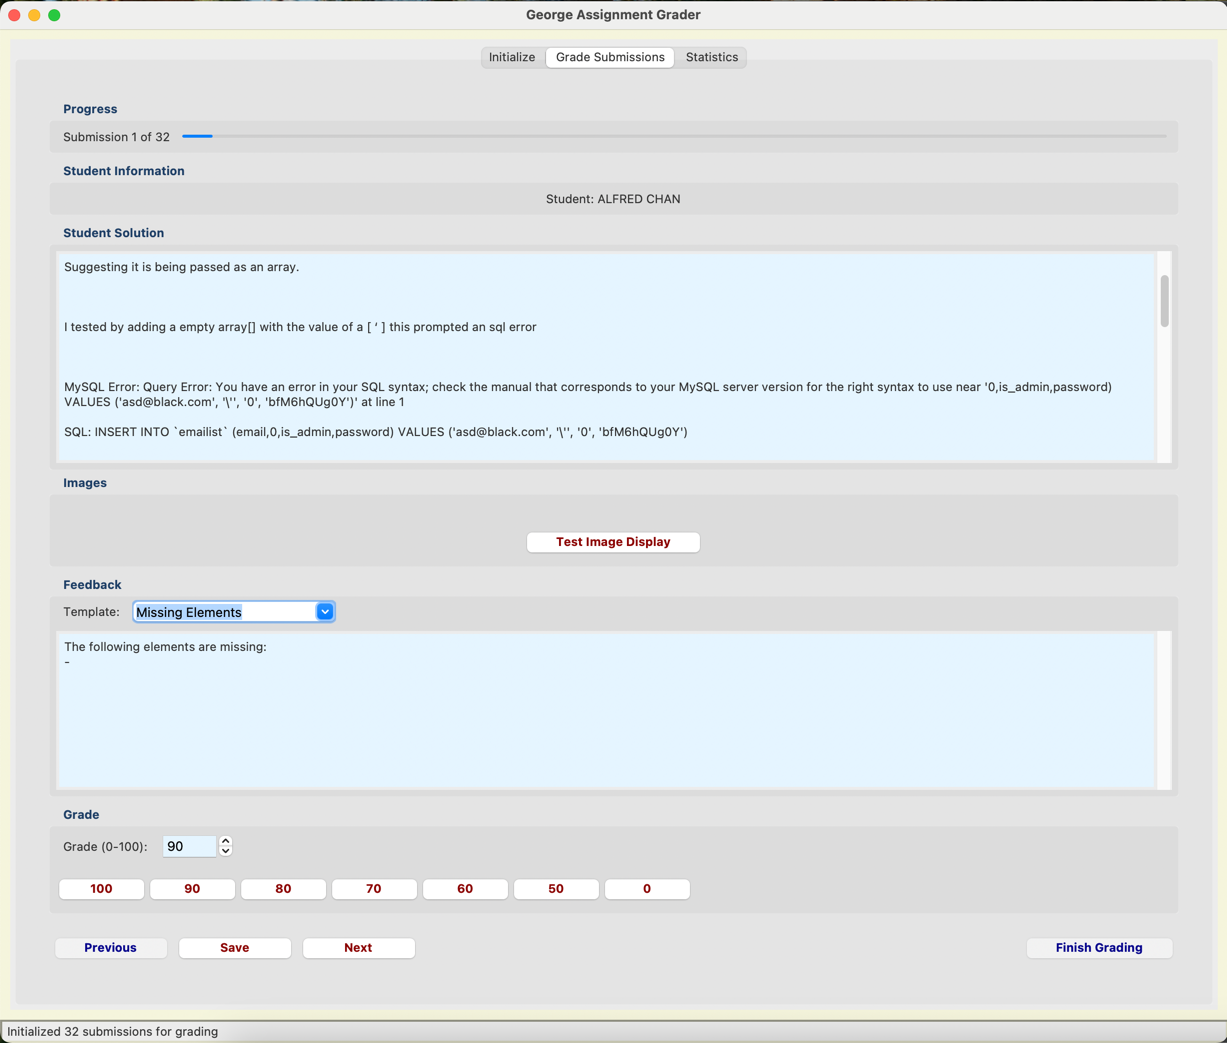 George Assignment Grader
Initialize Grade Submissions Statistics
Progress
Submission 1 of 32
Student Information
Student: ALFRED CHAN
Student Solution
Suggesting it is being passed as an array.
I tested by adding a empty array[] with the value of a [ ‘ ] this prompted an sql error
MySQL Error: Query Error: You have an error in your SQL syntax; check the manual that corresponds to your MySQL server version for the right syntax to use near '0,is_admin,password)
VALUES ('asd@black.com', '\'', '0', 'bfM6hQUg0Y')' at line 1
SQL: INSERT INTO `emailist` (email,0,is_admin,password) VALUES ('asd@black.com', '\'', '0', 'bfM6hQUg0Y')
Images
Test Image Display
Feedback
Template: Missing Elements
The following elements are missing:
-
Grade
Grade (0-100): 90
100 90 80 70 60 50 0
Previous Save Next Finish Grading
Initialized 32 submissions for grading